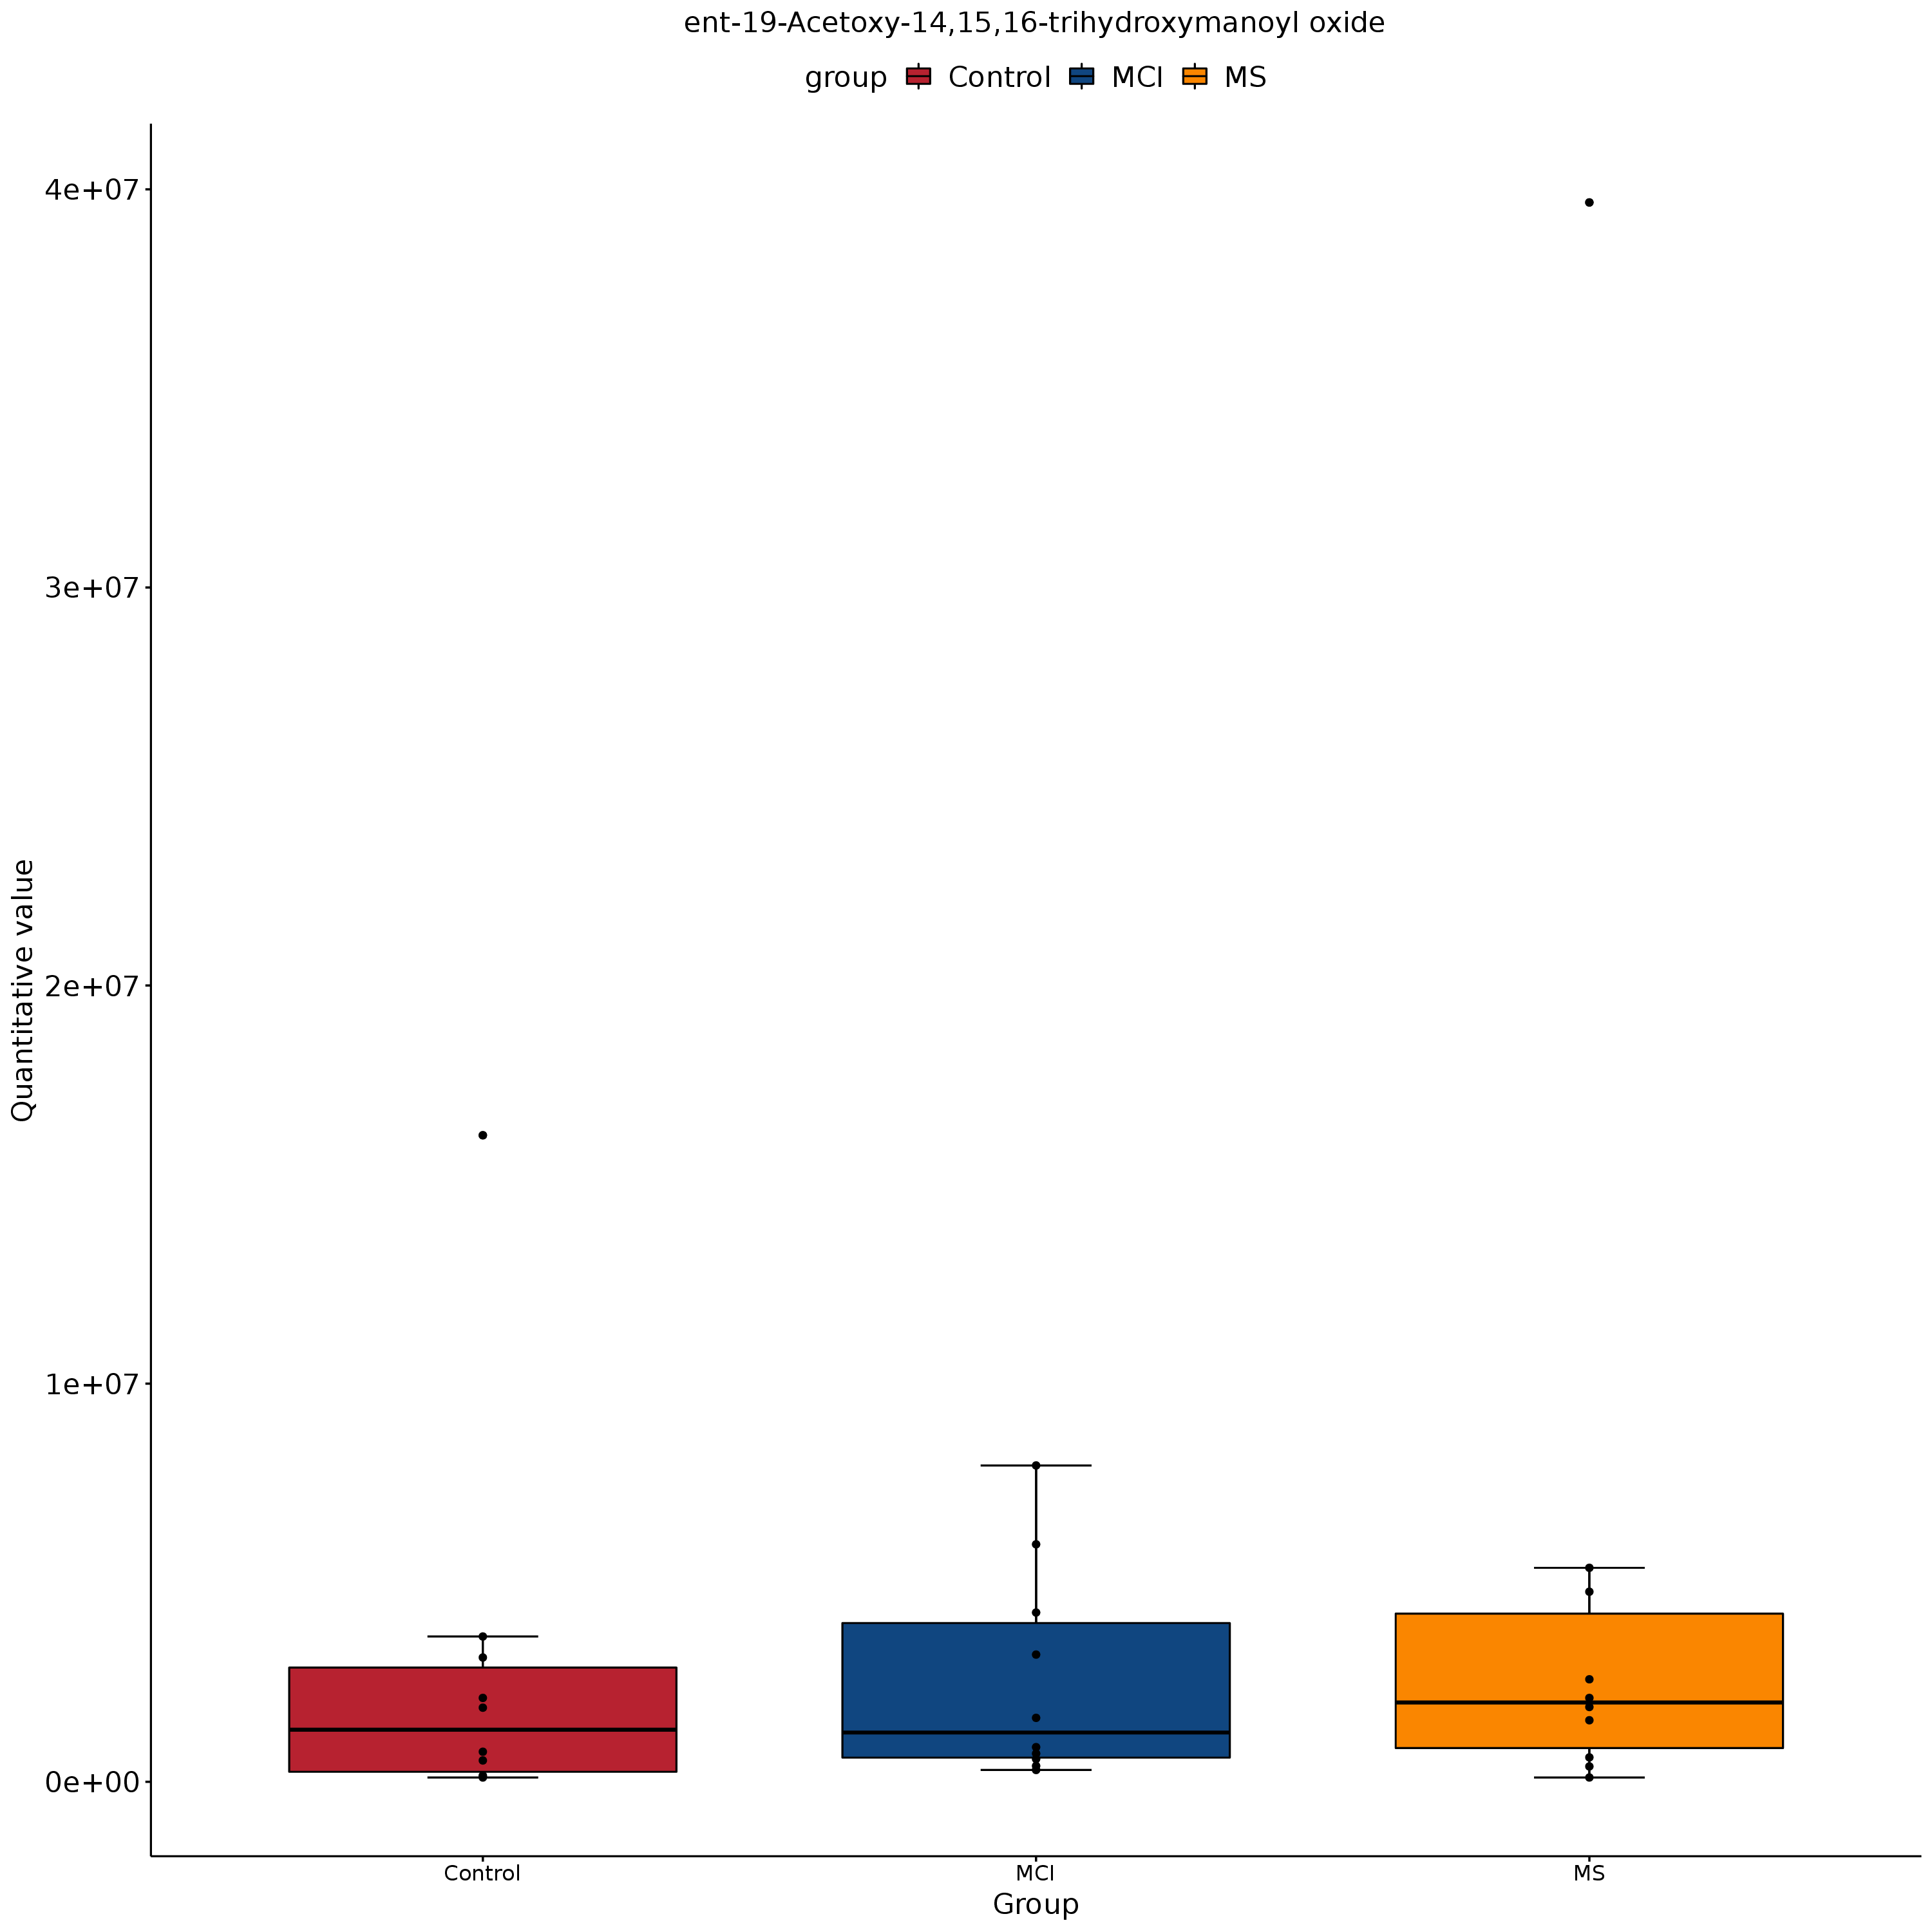 ent-19-Acetoxy-14,15,16-trihydroxymanoyl oxide
group Control MCI MS
4e+07
3e+07
2e+07
1e+07
0e+00
Quantitative value
Control MCI MS
Group